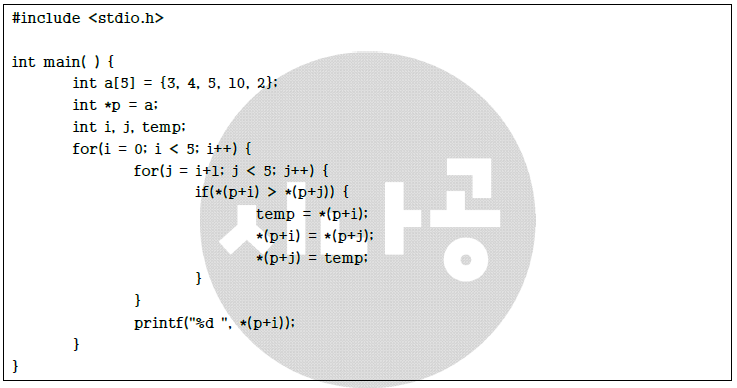 #include <stdio.h>
int main( ) {
int a[5] = {3, 4, 5, 10, 2};
int *p = a;
int i, j, temp;
for(i = 0; i < 5; i++) {
for(j = i+1; j < 5; j++) {
if(*(p+i) > *(p+j)) {
temp = *(p+i);
*(p+i) = *(p+j);
*(p+j) = temp;
}
}
printf("%d ", *(p+i));
}
}
시나공